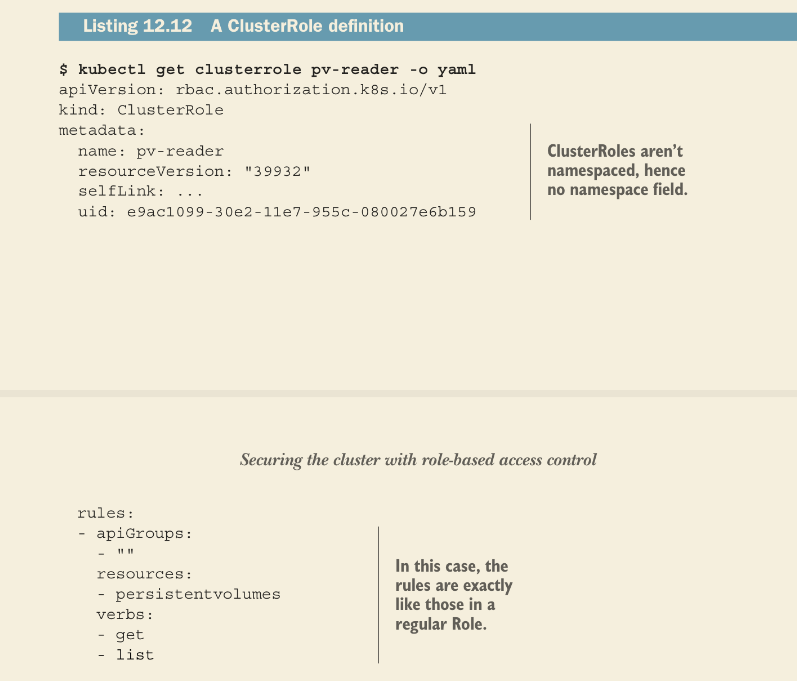 Listing 12.12 A ClusterRole definition
$ kubectl get clusterrole pv-reader -o yaml
apiVersion: rbac.authorization.k8s.io/v1
kind: ClusterRole
metadata:
  name: pv-reader
  resourceVersion: "39932"
  selfLink: ...
  uid: e9ac1099-30e2-11e7-955c-080027e6b159
ClusterRoles aren't
namespaced, hence
no namespace field.
Securing the cluster with role-based access control
rules:
- apiGroups:
  - ""
  resources:
  - persistentvolumes
  verbs:
  - get
  - list
In this case, the
rules are exactly
like those in a
regular Role.